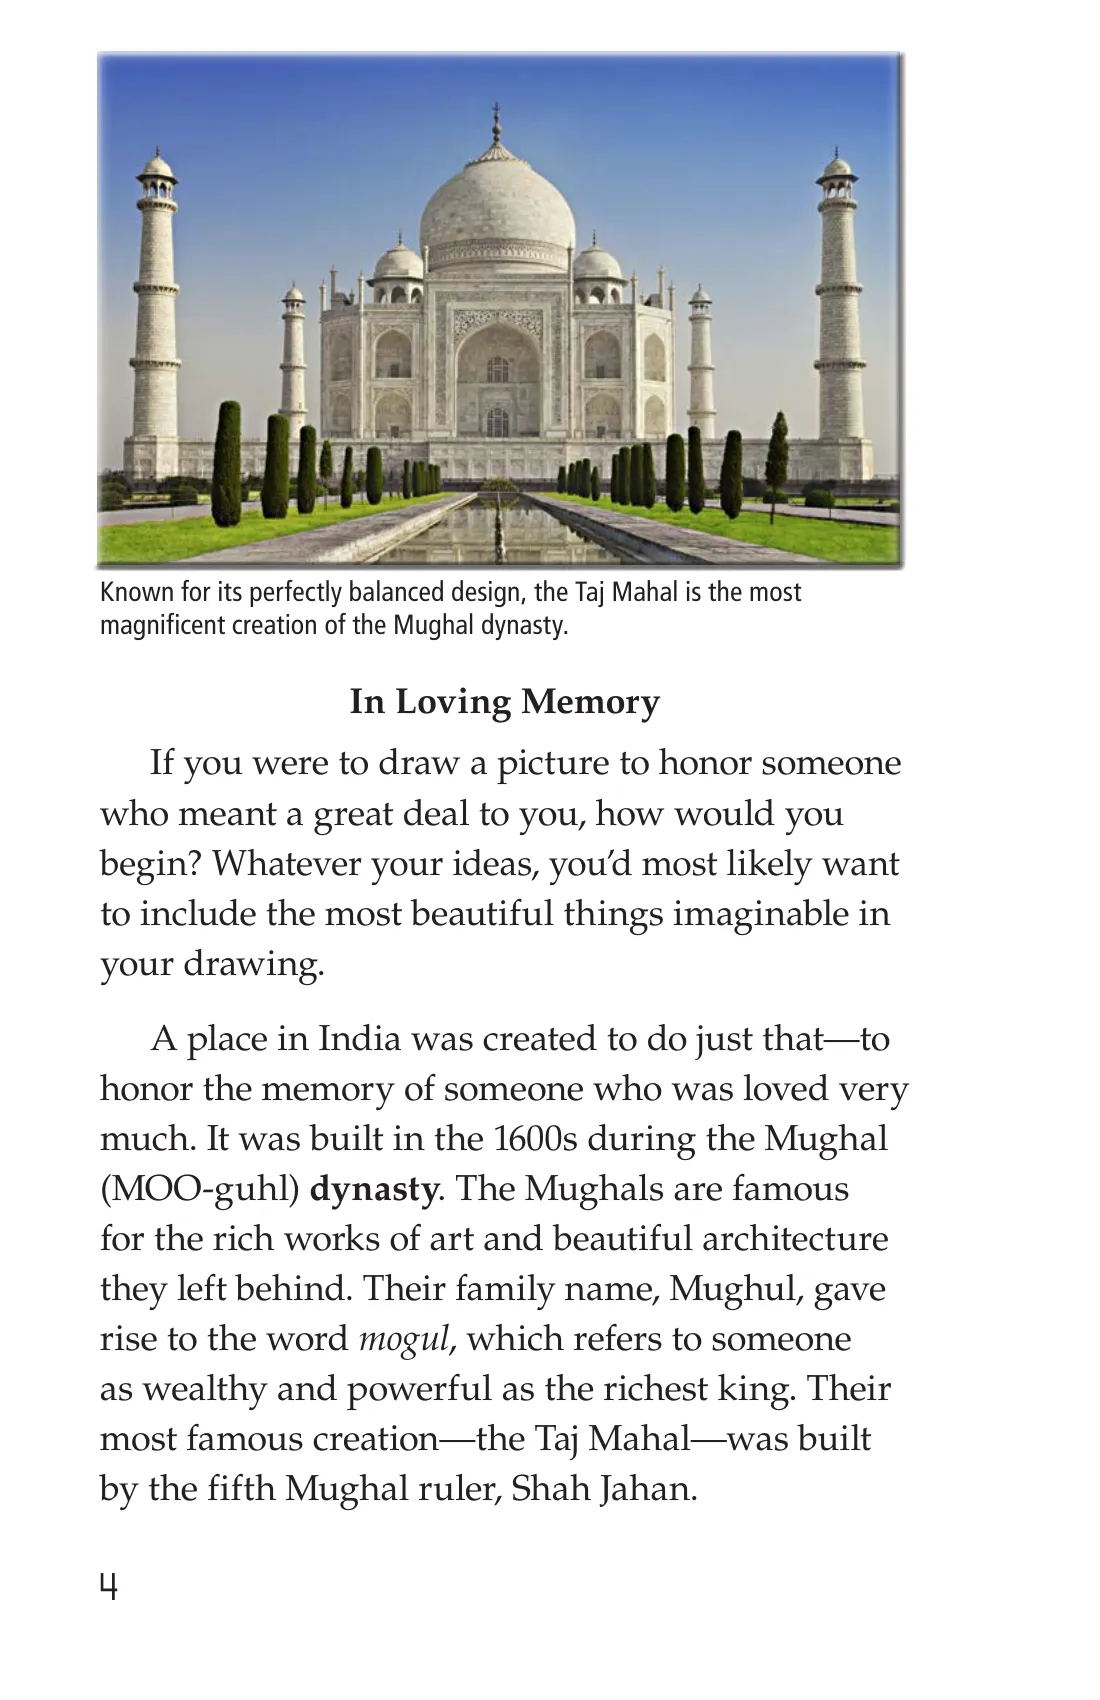 Known for its perfectly balanced design, the Taj Mahal is the most
magnificent creation of the Mughal dynasty.
In Loving Memory
If you were to draw a picture to honor someone
who meant a great deal to you, how would you
begin? Whatever your ideas, you’d most likely want
to include the most beautiful things imaginable in
your drawing.
A place in India was created to do just that—to
honor the memory of someone who was loved very
much. It was built in the 1600s during the Mughal
(MOO-guhl) dynasty. The Mughals are famous
for the rich works of art and beautiful architecture
they left behind. Their family name, Mughul, gave
rise to the word mogul, which refers to someone
as wealthy and powerful as the richest king. Their
most famous creation—the Taj Mahal—was built
by the fifth Mughal ruler, Shah Jahan.
4